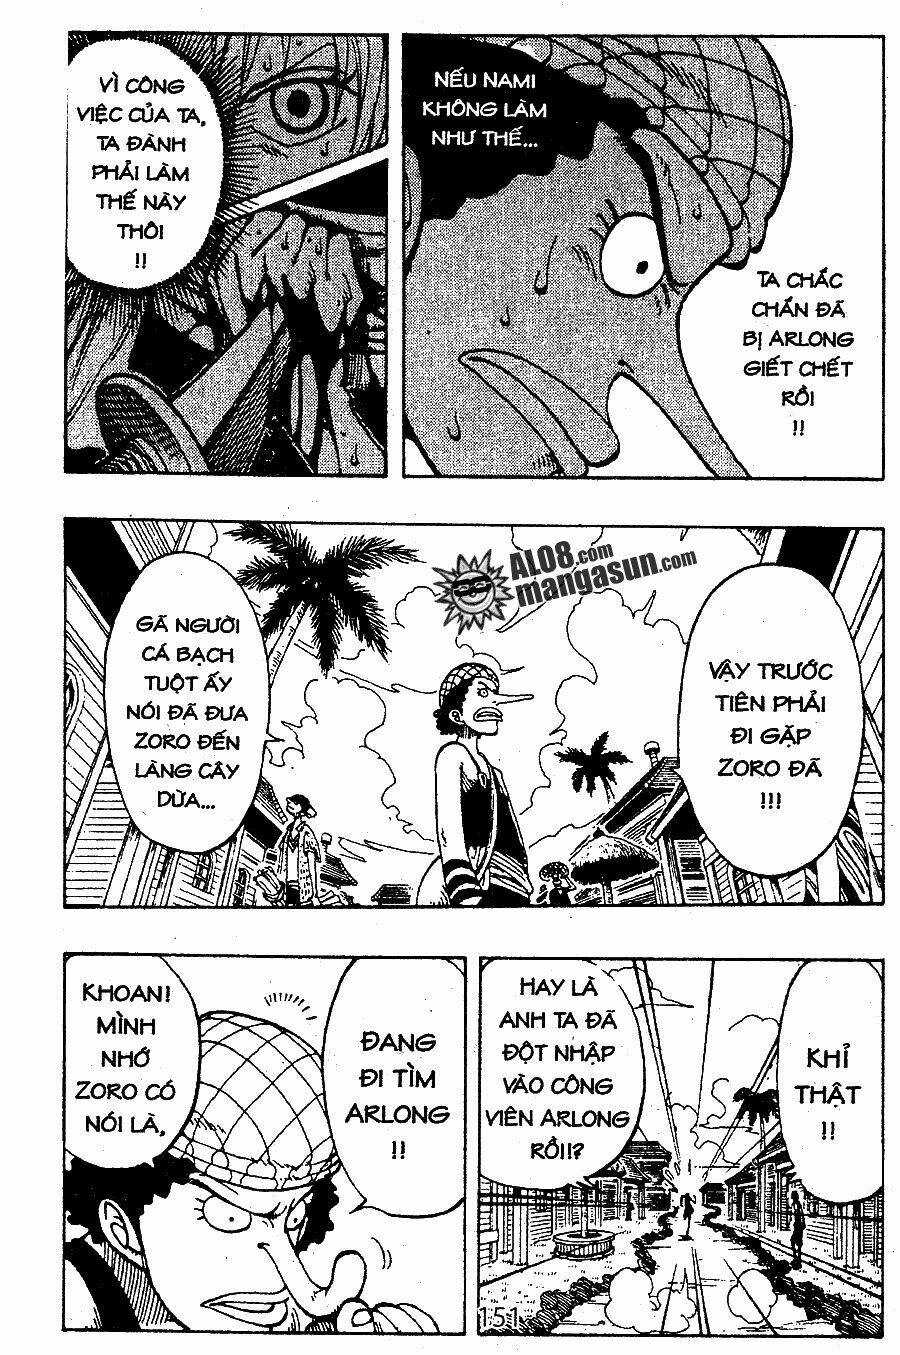 VÌ CÔNG
VIỆC CỦA TA,
TA ĐÀNH
PHẢI LÀM
THẾ NÀY
THÔI
!!
NẾU NAMI
KHÔNG LÀM
NHƯ THẾ...
TA CHẮC
CHẮN ĐÃ
BỊ ARLONG
GIẾT CHẾT
RỒI
!!
AL08.com
mangasun.com
GÃ NGƯỜI
CÁ BẠCH
TUỘT ẤY
NÓI ĐÃ ĐƯA
ZORO ĐẾN
LÀNG CÂY
DỪA...
VẬY TRƯỚC
TIÊN PHẢI
ĐI GẶP
ZORO ĐÃ
!!!
KHOAN!
MÌNH
NHỚ
ZORO CÓ
NÓI LÀ,
ĐANG
ĐI TÌM
ARLONG
!!
HAY LÀ
ANH TA ĐÃ
ĐỘT NHẬP
VÀO CÔNG
VIÊN ARLONG
RỒI!!?
KHỈ
THẬT
!!
151